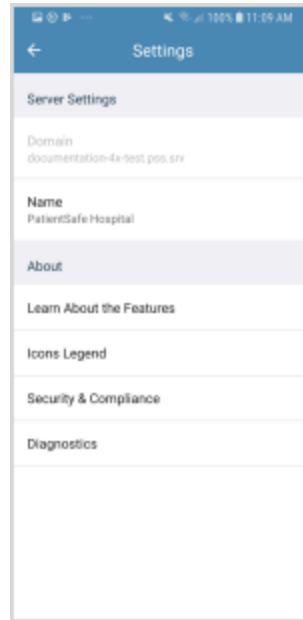 100% 11:09 AM
Settings
Server Settings
Domain
documentation-4x-test.pss.srv
Name
PatientSafe Hospital
About
Learn About the Features
Icons Legend
Security & Compliance
Diagnostics